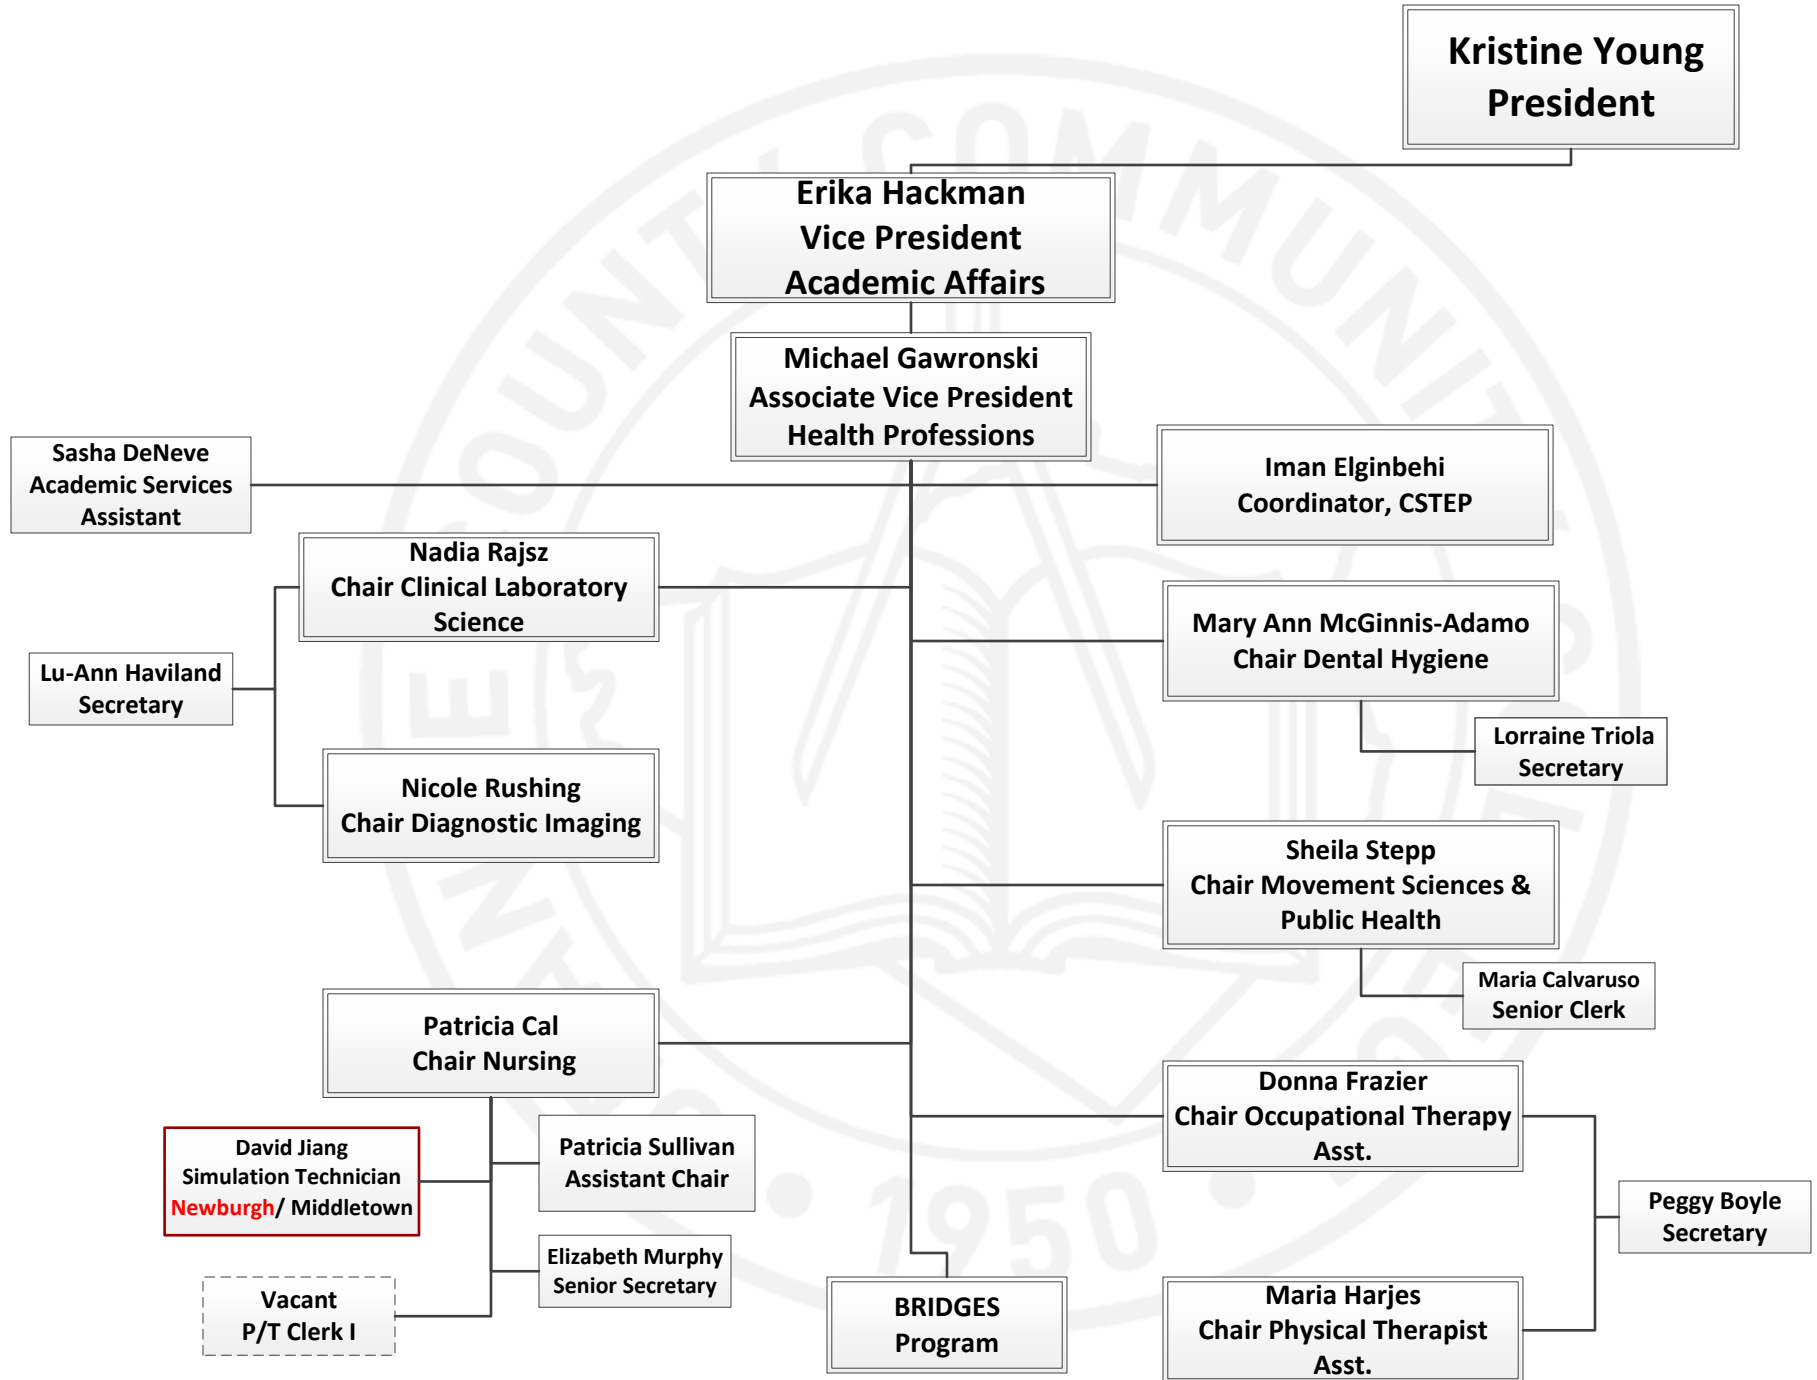 Kristine Young
President
Erika Hackman
Vice President
Academic Affairs
Michael Gawronski
Associate Vice President
Health Professions
Sasha DeNeve
Academic Services
Assistant
Iman Elginbehi
Coordinator, CSTEP
Nadia Rajsz
Chair Clinical Laboratory
Science
Mary Ann McGinnis-Adamo
Chair Dental Hygiene
Lu-Ann Haviland
Secretary
Lorraine Triola
Secretary
Nicole Rushing
Chair Diagnostic Imaging
Sheila Stepp
Chair Movement Sciences &
Public Health
Maria Calvaruso
Senior Clerk
Patricia Cal
Chair Nursing
Donna Frazier
Chair Occupational Therapy
Asst.
David Jiang
Simulation Technician
Newburgh/ Middletown
Patricia Sullivan
Assistant Chair
Peggy Boyle
Secretary
Elizabeth Murphy
Senior Secretary
Vacant
P/T Clerk I
BRIDGES
Program
Maria Harjes
Chair Physical Therapist
Asst.
COUNTY COMMUNITY
1950